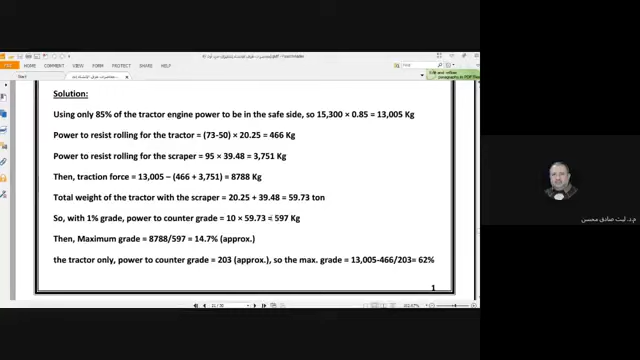 FILE HOME COMMENT VIEW FORM PROTECT SHARE HELP
Start
Solution:
Using only 85% of the tractor engine power to be in the safe side, so 15,300 × 0.85 = 13,005 Kg
Power to resist rolling for the tractor = (73-50) × 20.25 = 466 Kg
Power to resist rolling for the scraper = 95 × 39.48 = 3,751 Kg
Then, traction force = 13,005 – (466 + 3,751) = 8788 Kg
Total weight of the tractor with the scraper = 20.25 + 39.48 = 59.73 ton
So, with 1% grade, power to counter grade = 10 × 59.73 = 597 Kg
Then, Maximum grade = 8788/597 = 14.7% (approx.)
the tractor only, power to counter grade = 203 (approx.), so the max. grade = 13,005-466/203= 62%
1
م.د. ليث صادق محسن